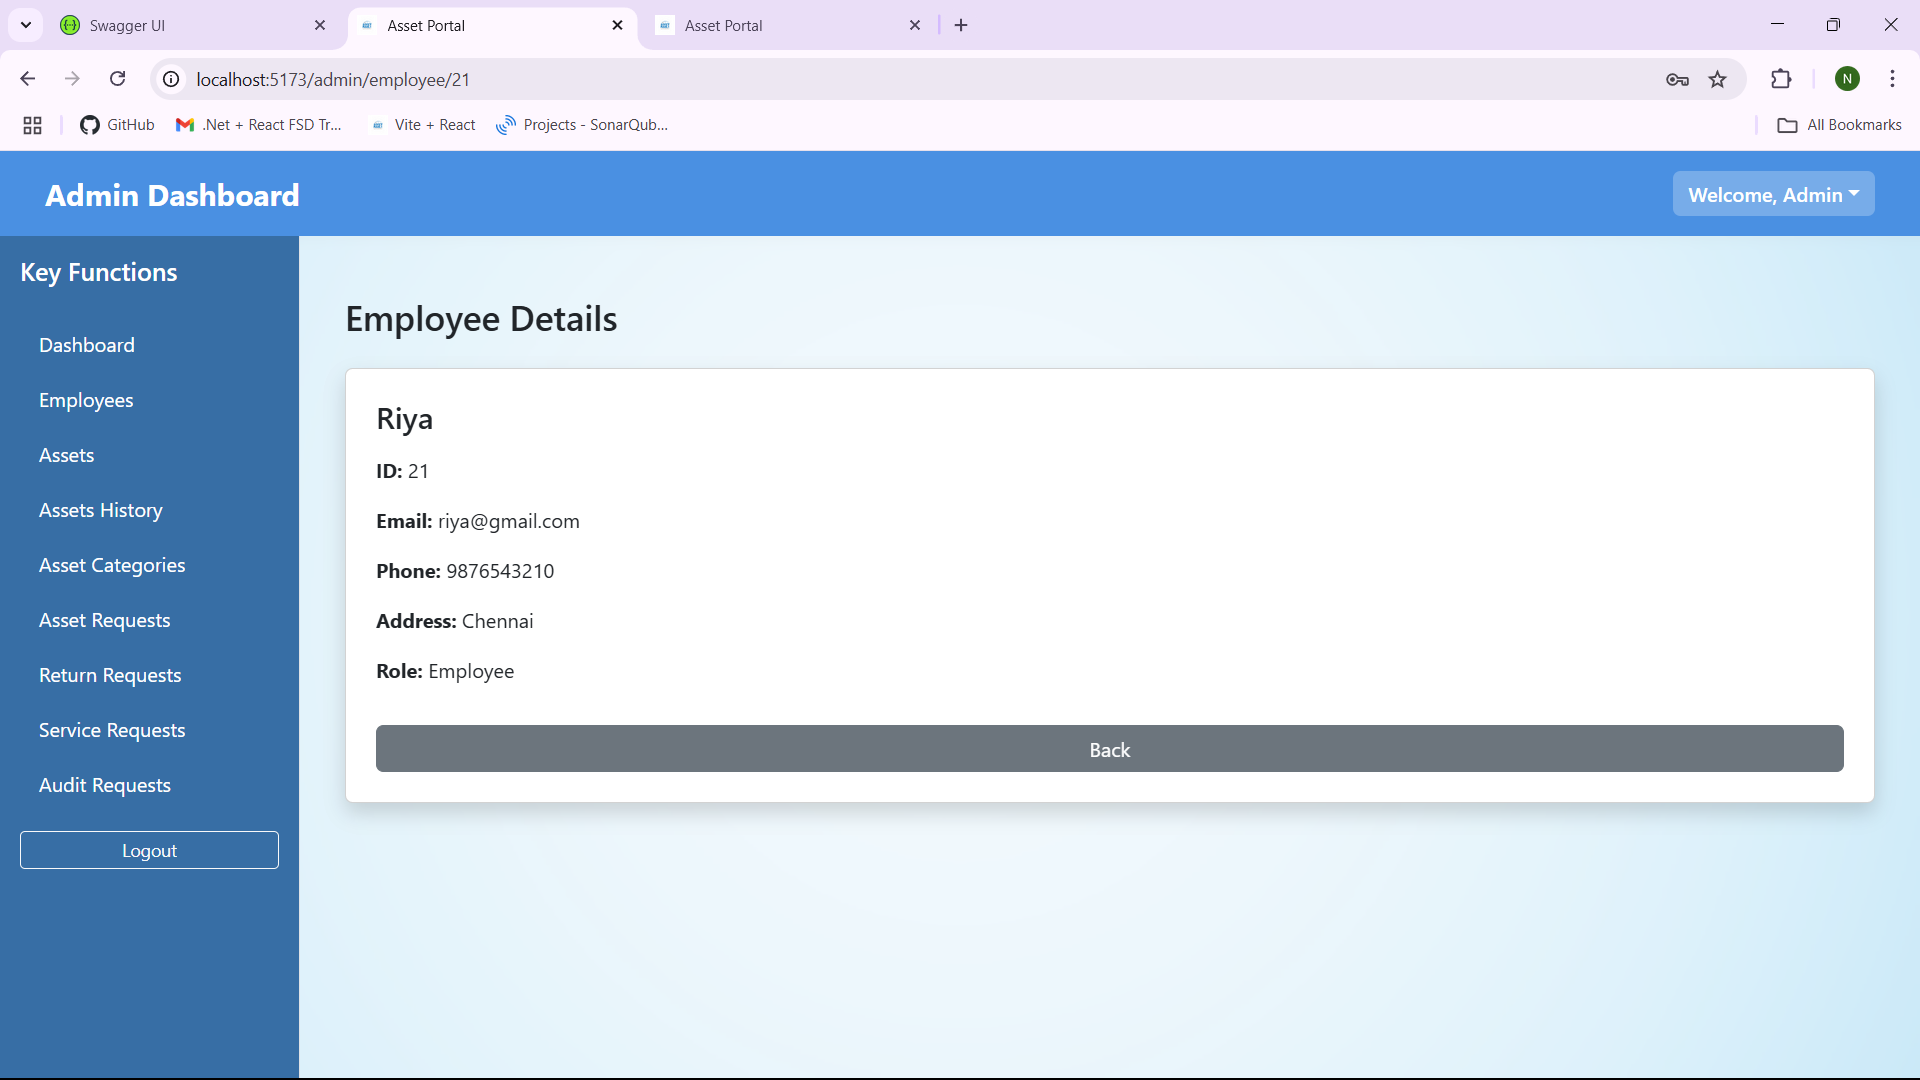 Swagger UI
Asset Portal
Asset Portal
localhost:5173/admin/employee/21
N
GitHub
.Net + React FSD Tr...
Vite + React
Projects - SonarQub...
All Bookmarks
Admin Dashboard
Welcome, Admin
Key Functions
Dashboard
Employees
Assets
Assets History
Asset Categories
Asset Requests
Return Requests
Service Requests
Audit Requests
Logout
Employee Details
Riya
ID: 21
Email: riya@gmail.com
Phone: 9876543210
Address: Chennai
Role: Employee
Back